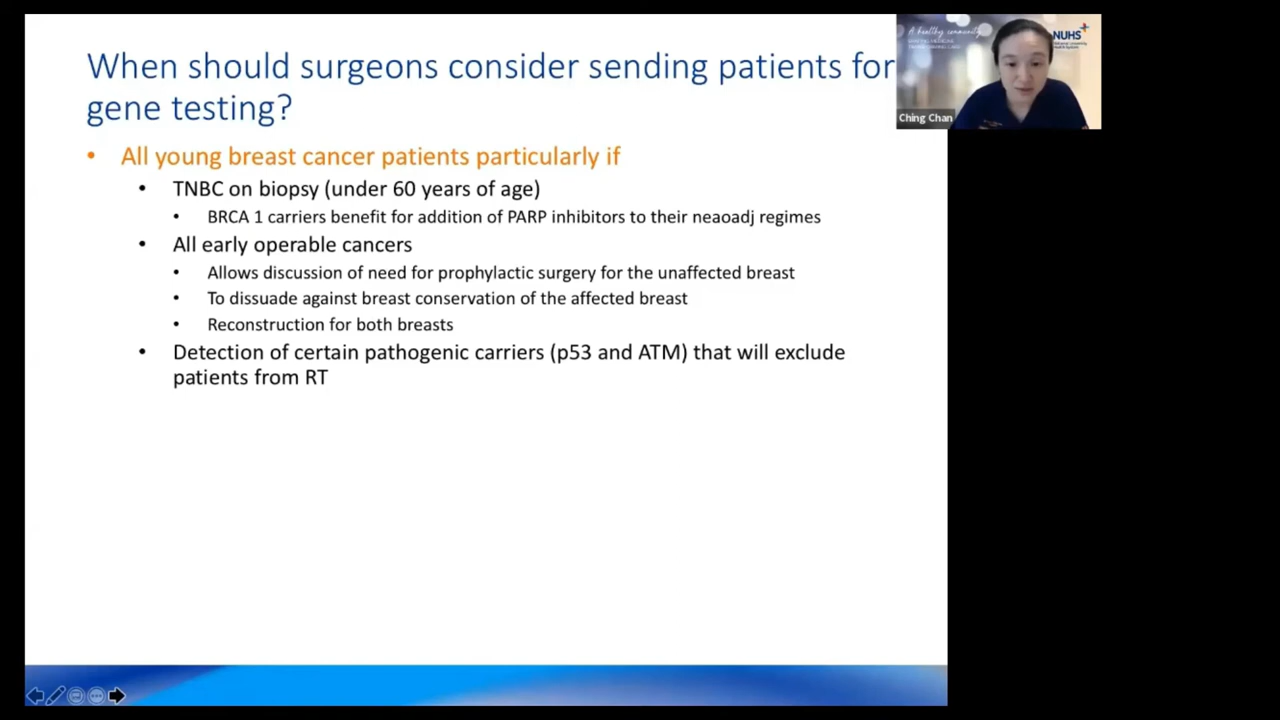 When should surgeons consider sending patients for
gene testing?
• All young breast cancer patients particularly if
• TNBC on biopsy (under 60 years of age)
• BRCA 1 carriers benefit for addition of PARP inhibitors to their neaoadj regimes
• All early operable cancers
• Allows discussion of need for prophylactic surgery for the unaffected breast
• To dissuade against breast conservation of the affected breast
• Reconstruction for both breasts
• Detection of certain pathogenic carriers (p53 and ATM) that will exclude
patients from RT
A healthy community
NUHS
Ching Chan